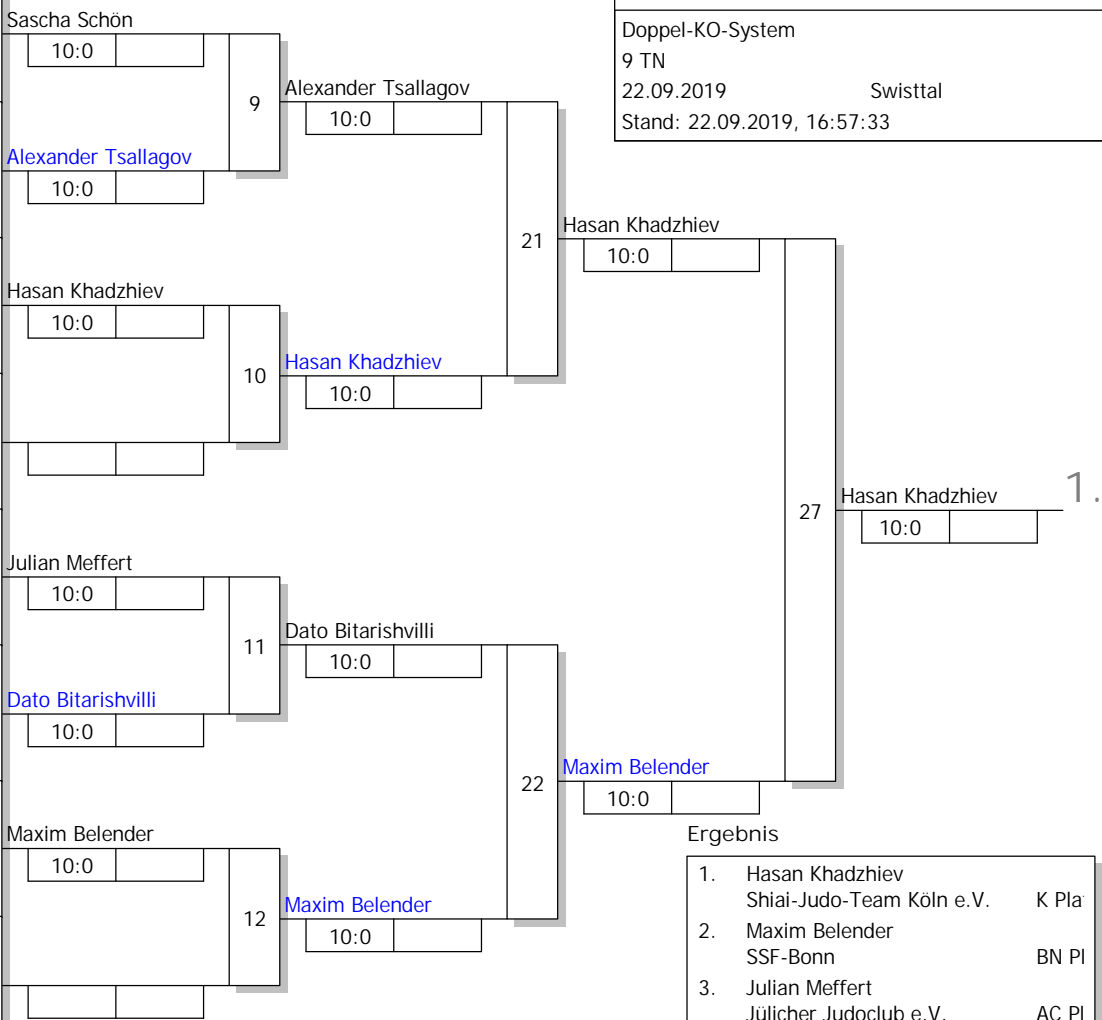 Sascha Schön
10:0
9
Alexander Tsallagov
10:0
Alexander Tsallagov
10:0
21
Hasan Khadzhiev
10:0
Hasan Khadzhiev
10:0
10
Hasan Khadzhiev
10:0
27
Hasan Khadzhiev
10:0
1.
Julian Meffert
10:0
11
Dato Bitarishvilli
10:0
Dato Bitarishvilli
10:0
22
Maxim Belender
10:0
Maxim Belender
10:0
12
Maxim Belender
10:0
Doppel-KO-System
9 TN
22.09.2019 Swisttal
Stand: 22.09.2019, 16:57:33
Ergebnis
1. Hasan Khadzhiev
Shiai-Judo-Team Köln e.V. K
2. Maxim Belender
SSF-Bonn BN
3. Julian Meffert
Jülicher Judoclub e.V. AC